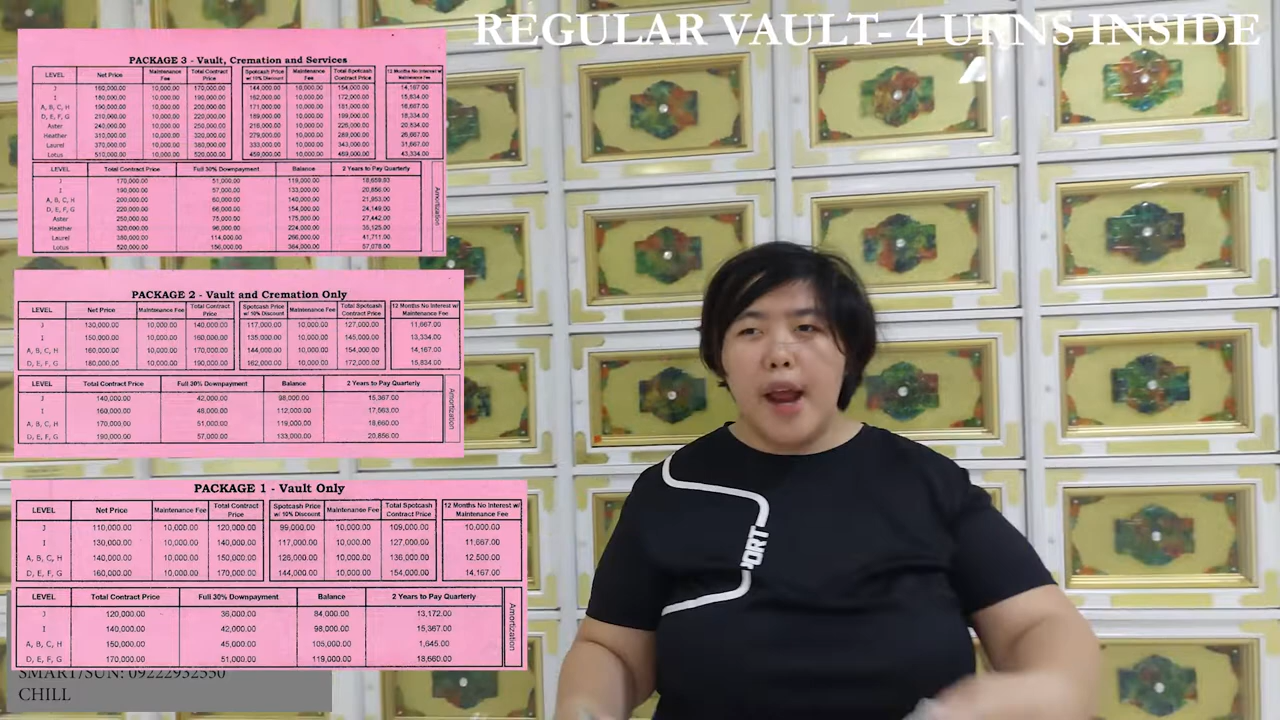 REGULAR VAULT- 4 URNS INSIDE
PACKAGE 3 - Vault, Cremation and Services
LEVEL Net Price Maintenance Fee Total Contract Price Spotcash Price w/ 10% Discount Maintenance Fee Total Spotcash Contract Price 12 Months No Interest w/ Maintenance Fee
J 160,000.00 10,000.00 170,000.00 144,000.00 10,000.00 154,000.00 14,167.00
I 180,000.00 10,000.00 190,000.00 162,000.00 10,000.00 172,000.00 15,834.00
A, B, C, H 190,000.00 10,000.00 200,000.00 171,000.00 10,000.00 181,000.00 16,667.00
D, E, F, G 210,000.00 10,000.00 220,000.00 189,000.00 10,000.00 199,000.00 18,334.00
Aster 240,000.00 10,000.00 250,000.00 216,000.00 10,000.00 226,000.00 20,834.00
Heather 310,000.00 10,000.00 320,000.00 279,000.00 10,000.00 289,000.00 26,667.00
Laurel 370,000.00 10,000.00 380,000.00 333,000.00 10,000.00 343,000.00 31,667.00
Lotus 510,000.00 10,000.00 520,000.00 459,000.00 10,000.00 469,000.00 43,334.00
LEVEL Total Contract Price Full 30% Downpayment Balance 2 Years to Pay Quarterly
J 170,000.00 51,000.00 119,000.00
I 190,000.00 57,000.00 133,000.00 20,856.00
A, B, C, H 200,000.00 60,000.00 140,000.00 21,953.00
D, E, F, G 220,000.00 66,000.00 154,000.00 24,149.00
Aster 250,000.00 75,000.00 175,000.00 27,442.00
Heather 320,000.00 96,000.00 224,000.00 35,125.00
Laurel 380,000.00 114,000.00 266,000.00 41,711.00
Lotus 520,000.00 156,000.00 364,000.00 57,078.00
Amortization
PACKAGE 2 - Vault and Cremation Only
LEVEL Net Price Maintenance Fee Total Contract Price Spotcash Price w/ 10% Discount Maintenance Fee Total Spotcash Contract Price 12 Months No Interest w/ Maintenance Fee
J 130,000.00 10,000.00 140,000.00 117,000.00 10,000.00 127,000.00 11,667.00
I 150,000.00 10,000.00 160,000.00 135,000.00 10,000.00 145,000.00 13,334.00
A, B, C, H 160,000.00 10,000.00 170,000.00 144,000.00 10,000.00 154,000.00 14,167.00
D, E, F, G 180,000.00 10,000.00 190,000.00 162,000.00 10,000.00 172,000.00 15,834.00
LEVEL Total Contract Price Full 30% Downpayment Balance 2 Years to Pay Quarterly
J 140,000.00 42,000.00 98,000.00 15,367.00
I 160,000.00 48,000.00 112,000.00 17,563.00
A, B, C, H 170,000.00 51,000.00 119,000.00 18,660.00
D, E, F, G 190,000.00 57,000.00 133,000.00 20,856.00
Amortization
PACKAGE 1 - Vault Only
LEVEL Net Price Maintenance Fee Total Contract Price Spotcash Price w/ 10% Discount Maintenance Fee Total Spotcash Contract Price 12 Months No Interest w/ Maintenance Fee
J 110,000.00 10,000.00 120,000.00 99,000.00 10,000.00 109,000.00 10,000.00
I 130,000.00 10,000.00 140,000.00 117,000.00 10,000.00 127,000.00 11,667.00
A, B, C, H 140,000.00 10,000.00 150,000.00 126,000.00 10,000.00 136,000.00 12,500.00
D, E, F, G 160,000.00 10,000.00 170,000.00 144,000.00 10,000.00 154,000.00 14,167.00
LEVEL Total Contract Price Full 30% Downpayment Balance 2 Years to Pay Quarterly
J 120,000.00 36,000.00 84,000.00 13,172.00
I 140,000.00 42,000.00 98,000.00 15,367.00
A, B, C, H 150,000.00 45,000.00 105,000.00 1,645.00
D, E, F, G 170,000.00 51,000.00 119,000.00 18,660.00
Amortization
SMART/SUN: 09222932550
CHILL